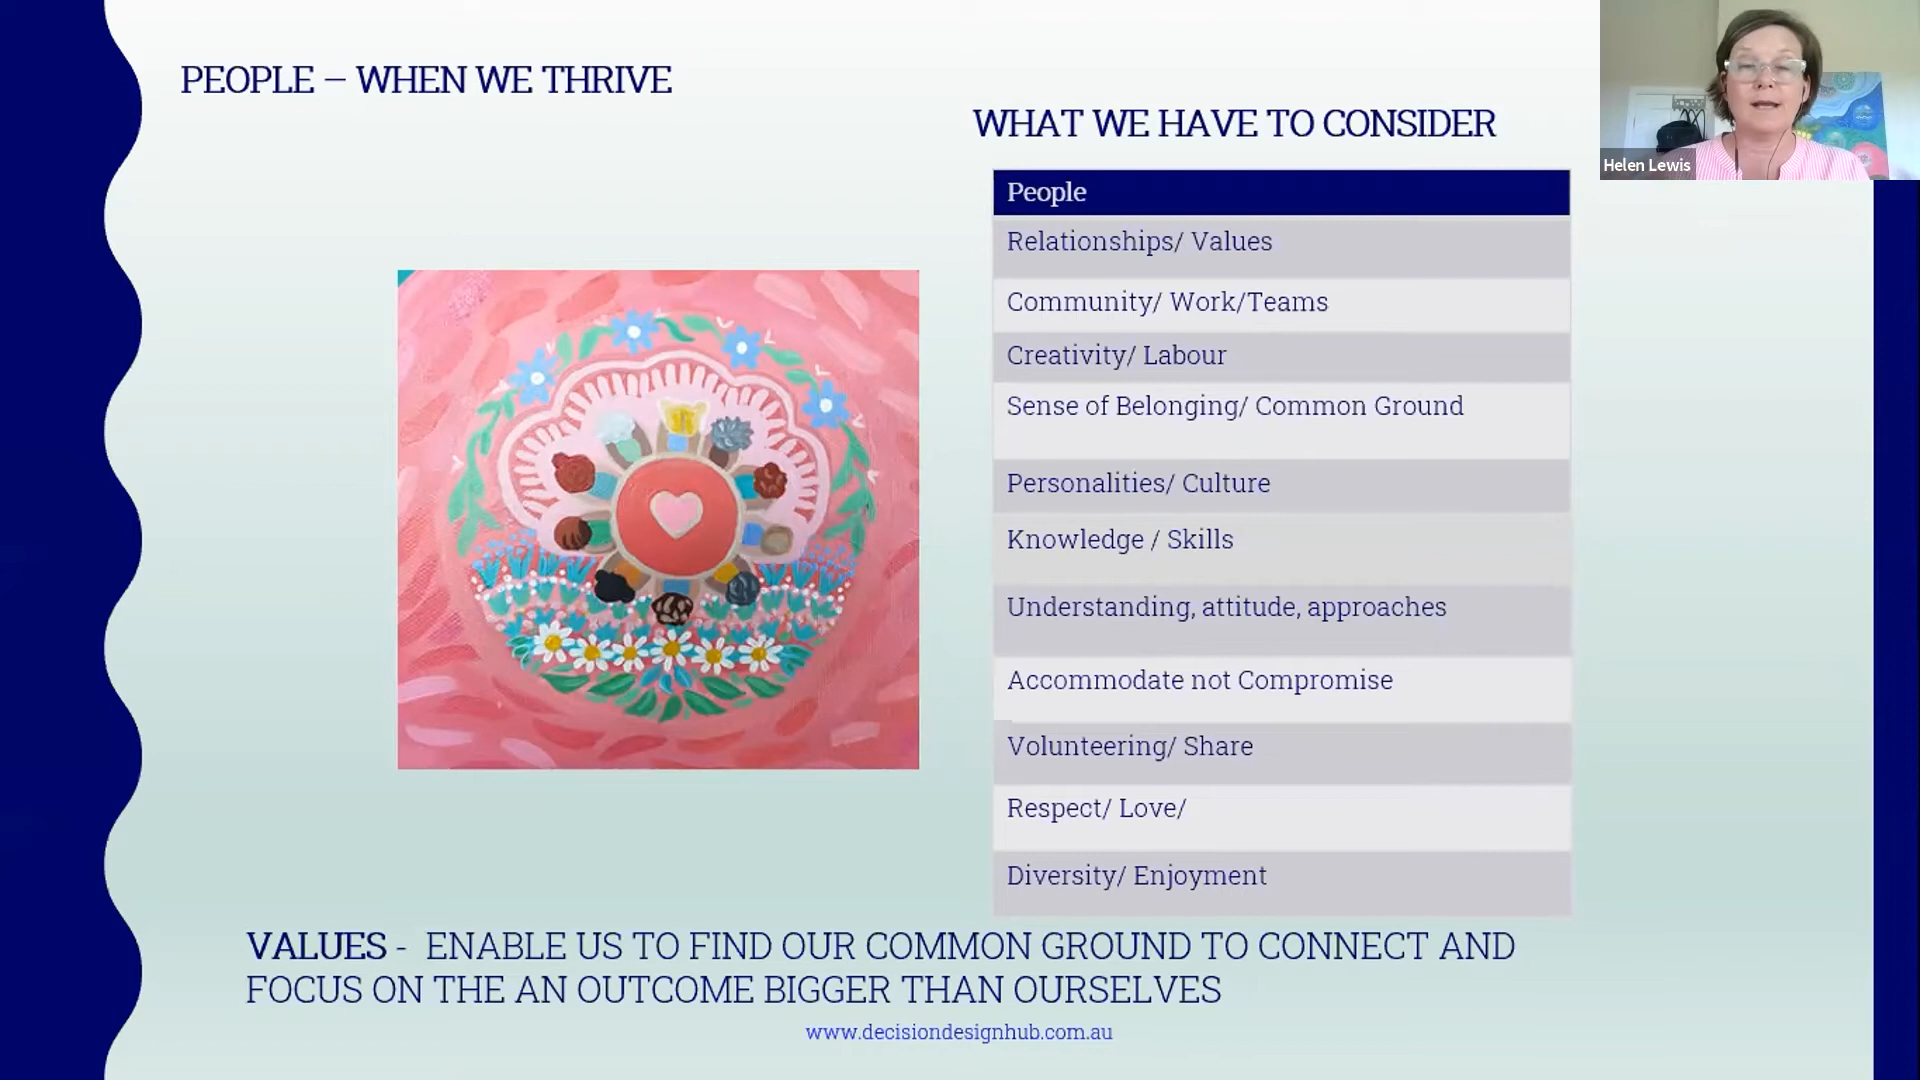 PEOPLE – WHEN WE THRIVE
WHAT WE HAVE TO CONSIDER
Helen Lewis
People
Relationships/ Values
Community/ Work/Teams
Creativity/ Labour
Sense of Belonging/ Common Ground
Personalities/ Culture
Knowledge / Skills
Understanding, attitude, approaches
Accommodate not Compromise
Volunteering/ Share
Respect/ Love/
Diversity/ Enjoyment
VALUES - ENABLE US TO FIND OUR COMMON GROUND TO CONNECT AND
FOCUS ON THE AN OUTCOME BIGGER THAN OURSELVES
www.decisiondesignhub.com.au